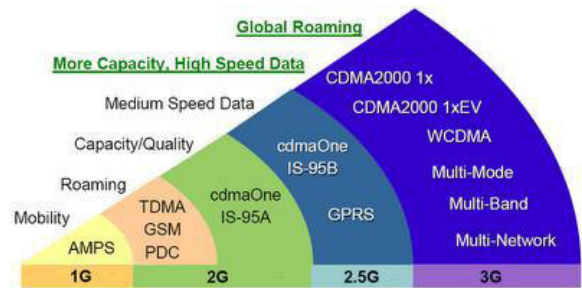 Global Roaming
More Capacity, High Speed Data
Medium Speed Data
Capacity/Quality
Roaming
Mobility
AMPS
TDMA
GSM
PDC
cdmaOne
IS-95A
cdmaOne
IS-95B
GPRS
CDMA2000 1x
CDMA2000 1xEV
WCDMA
Multi-Mode
Multi-Band
Multi-Network
1G
2G
2.5G
3G